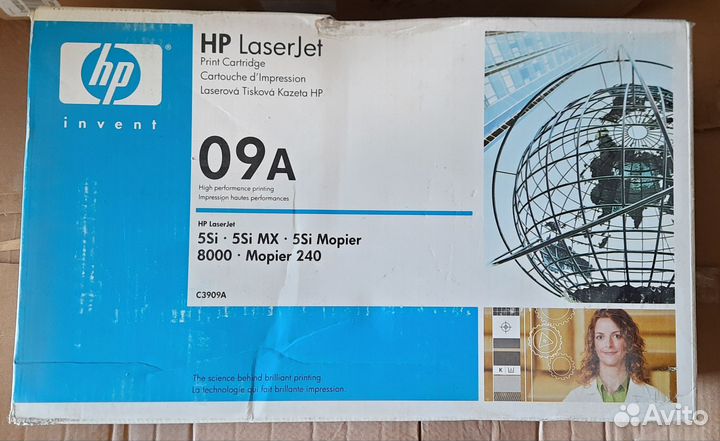 hp
®
invent
HP LaserJet
Print Cartridge
Cartouche d'Impression
Laserová Tisková Kazeta HP
09A
High performance printing
Impression hautes performances
HP LaserJet
5Si · 5Si MX · 5Si Mopier
8000 · Mopier 240
C3909A
The science behind brilliant printing
La technologie qui fait brillante impression.
K
Avito